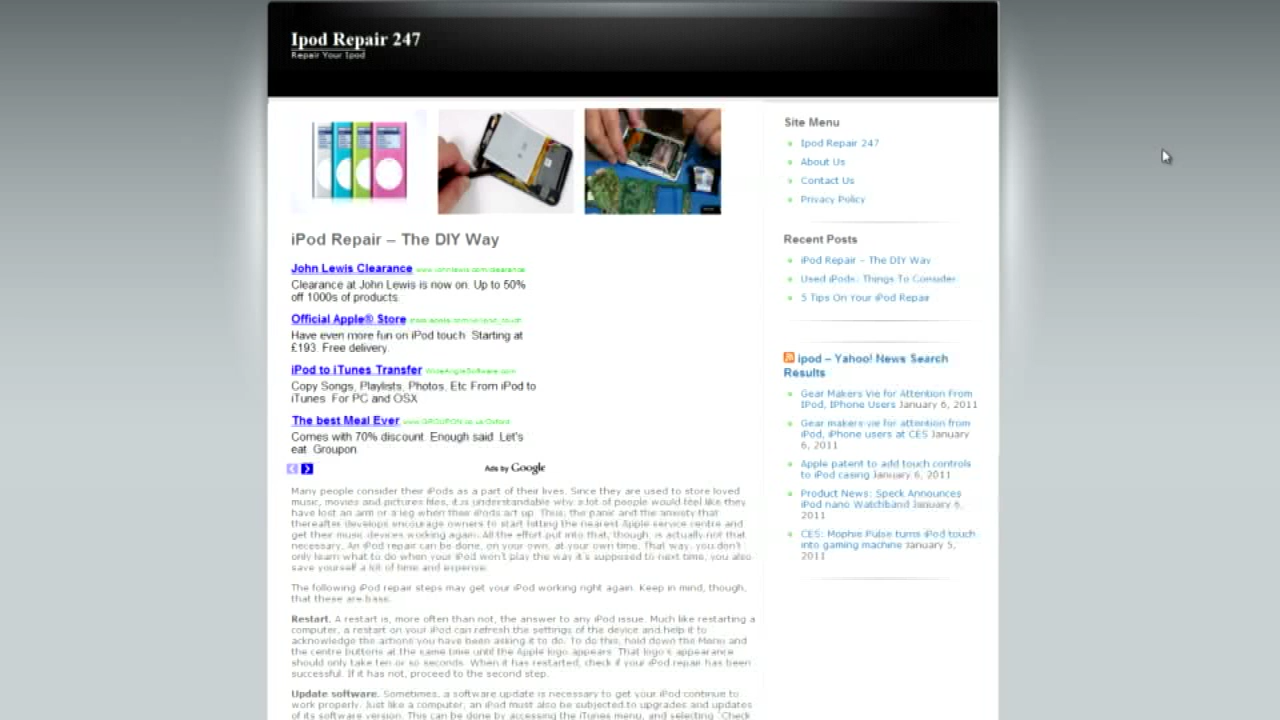 Ipod Repair 247
Repair Your Ipod
iPod Repair – The DIY Way
John Lewis Clearance www.johnlewis.com/clearance
Clearance at John Lewis is now on. Up to 50%
off 1000s of products.
Official Apple® Store
Have even more fun on iPod touch. Starting at
£193. Free delivery.
iPod to iTunes Transfer WideAngleSoftware.com
Copy Songs, Playlists, Photos, Etc From iPod to
iTunes. For PC and OSX
The best Meal Ever www.GROUPON.co.uk/Oxford
Comes with 70% discount. Enough said. Let's
eat. Groupon.
Ads by Google
Many people consider their iPods as a part of their lives. Since they are used to store loved
music, movies and pictures files, it is understandable why a lot of people would feel like they
have lost an arm or a leg when their iPods act up. Thus, the panic and the anxiety that
thereafter develops encourage owners to start hitting the nearest Apple service centre and
get their music devices working again. All the effort put into that, though, is actually not that
necessary. An iPod repair can be done, on your own, at your own time. That way, you don't
only learn what to do when your iPod won't play the way it's supposed to next time, you also
save yourself a lot of time and expense.
The following iPod repair steps may get your iPod working right again. Keep in mind, though,
that these are basic.
Restart. A restart is, more often than not, the answer to any iPod issue. Much like restarting a
computer, a restart on your iPod can refresh the settings of the device and help it to
acknowledge the actions you have been asking it to do. To do this, hold down the Menu and
the centre buttons at the same time until the Apple logo appears. That logo's appearance
should only take ten or so seconds. When it has restarted, check if your iPod repair has been
successful. If it has not, proceed to the second step.
Update software. Sometimes, a software update is necessary to get your iPod continue to
work properly. Just like a computer, an iPod must also be subjected to upgrades and updates
of its software version. This can be done by accessing the iTunes menu, and selecting 'Check
Site Menu
Ipod Repair 247
About Us
Contact Us
Privacy Policy
Recent Posts
iPod Repair – The DIY Way
Used iPods: Things To Consider
5 Tips On Your iPod Repair
ipod – Yahoo! News Search
Results
Gear Makers Vie for Attention From
IPod, IPhone Users January 6, 2011
Gear makers vie for attention from
iPod, iPhone users at CES January
6, 2011
Apple patent to add touch controls
to iPod casing January 6, 2011
Product News: Speck Announces
iPod nano Watchband January 6,
2011
CES: Mophie Pulse turns iPod touch
into gaming machine January 5,
2011